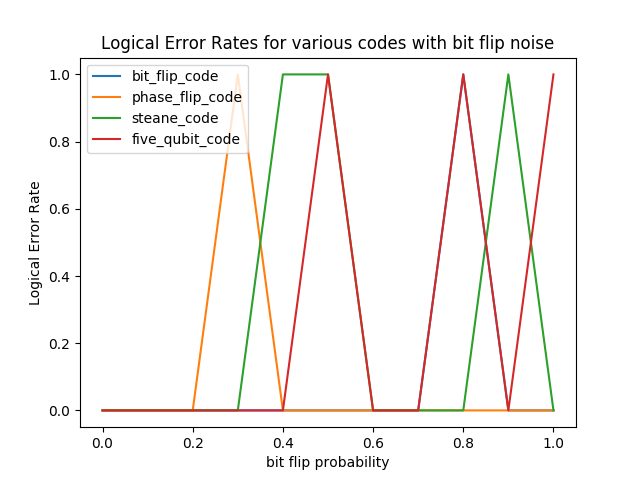 Logical Error Rates for various codes with bit flip noise
bit_flip_code
phase_flip_code
steane_code
five_qubit_code
Logical Error Rate
1.0
0.8
0.6
0.4
0.2
0.0
0.0 0.2 0.4 0.6 0.8 1.0
bit flip probability